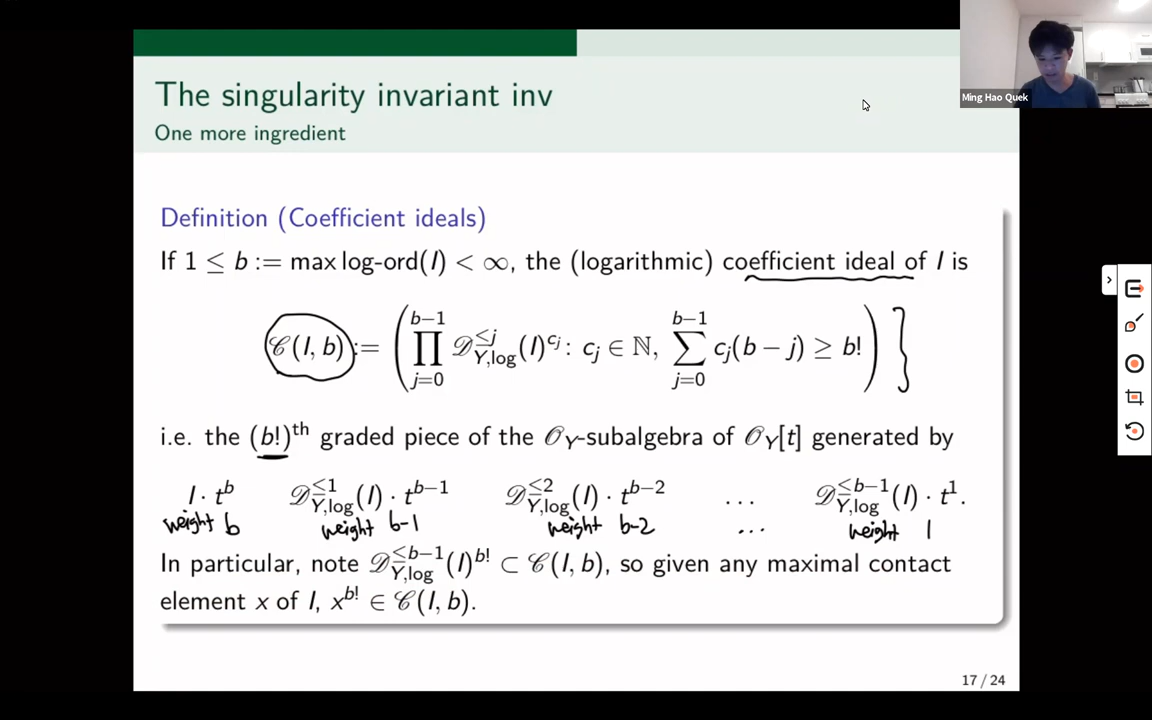 The singularity invariant inv
One more ingredient
Ming Hao Quek
Definition (Coefficient ideals)
If 1 ≤ b := max log-ord(I) < ∞, the (logarithmic) coefficient ideal of I is
𝒞(I, b) := ( ∏_{j=0}^{b−1} 𝒟^{≤j}_{Y,log}(I)^{c_j} : c_j ∈ ℕ, ∑_{j=0}^{b−1} c_j(b − j) ≥ b! ) }
i.e. the (b!)^th graded piece of the 𝒪_Y-subalgebra of 𝒪_Y[t] generated by
I · t^b 𝒟^{≤1}_{Y,log}(I) · t^{b−1} 𝒟^{≤2}_{Y,log}(I) · t^{b−2} ... 𝒟^{≤b−1}_{Y,log}(I) · t^1.
weight b weight b-1 weight b-2 ... weight 1
In particular, note 𝒟^{≤b−1}_{Y,log}(I)^{b!} ⊂ 𝒞(I, b), so given any maximal contact
element x of I, x^{b!} ∈ 𝒞(I, b).
17 / 24